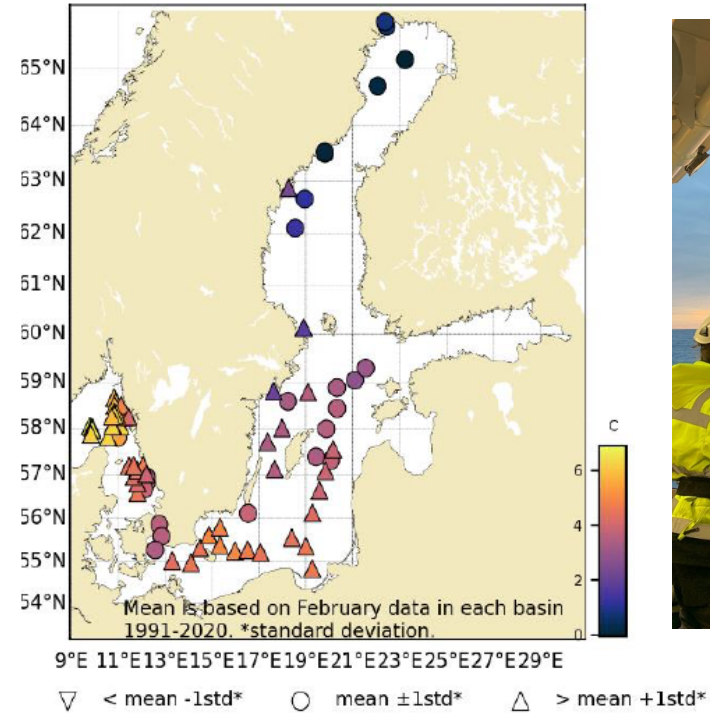 65°N
64°N
63°N
62°N
61°N
60°N
59°N
58°N
57°N
56°N
55°N
54°N
C
6
4
2
0
Mean is based on February data in each basin
1991-2020. *standard deviation.
9°E 11°E13°E15°E17°E19°E21°E23°E25°E27°E29°E
▽ < mean -1std* ○ mean ±1std* △ > mean +1std*